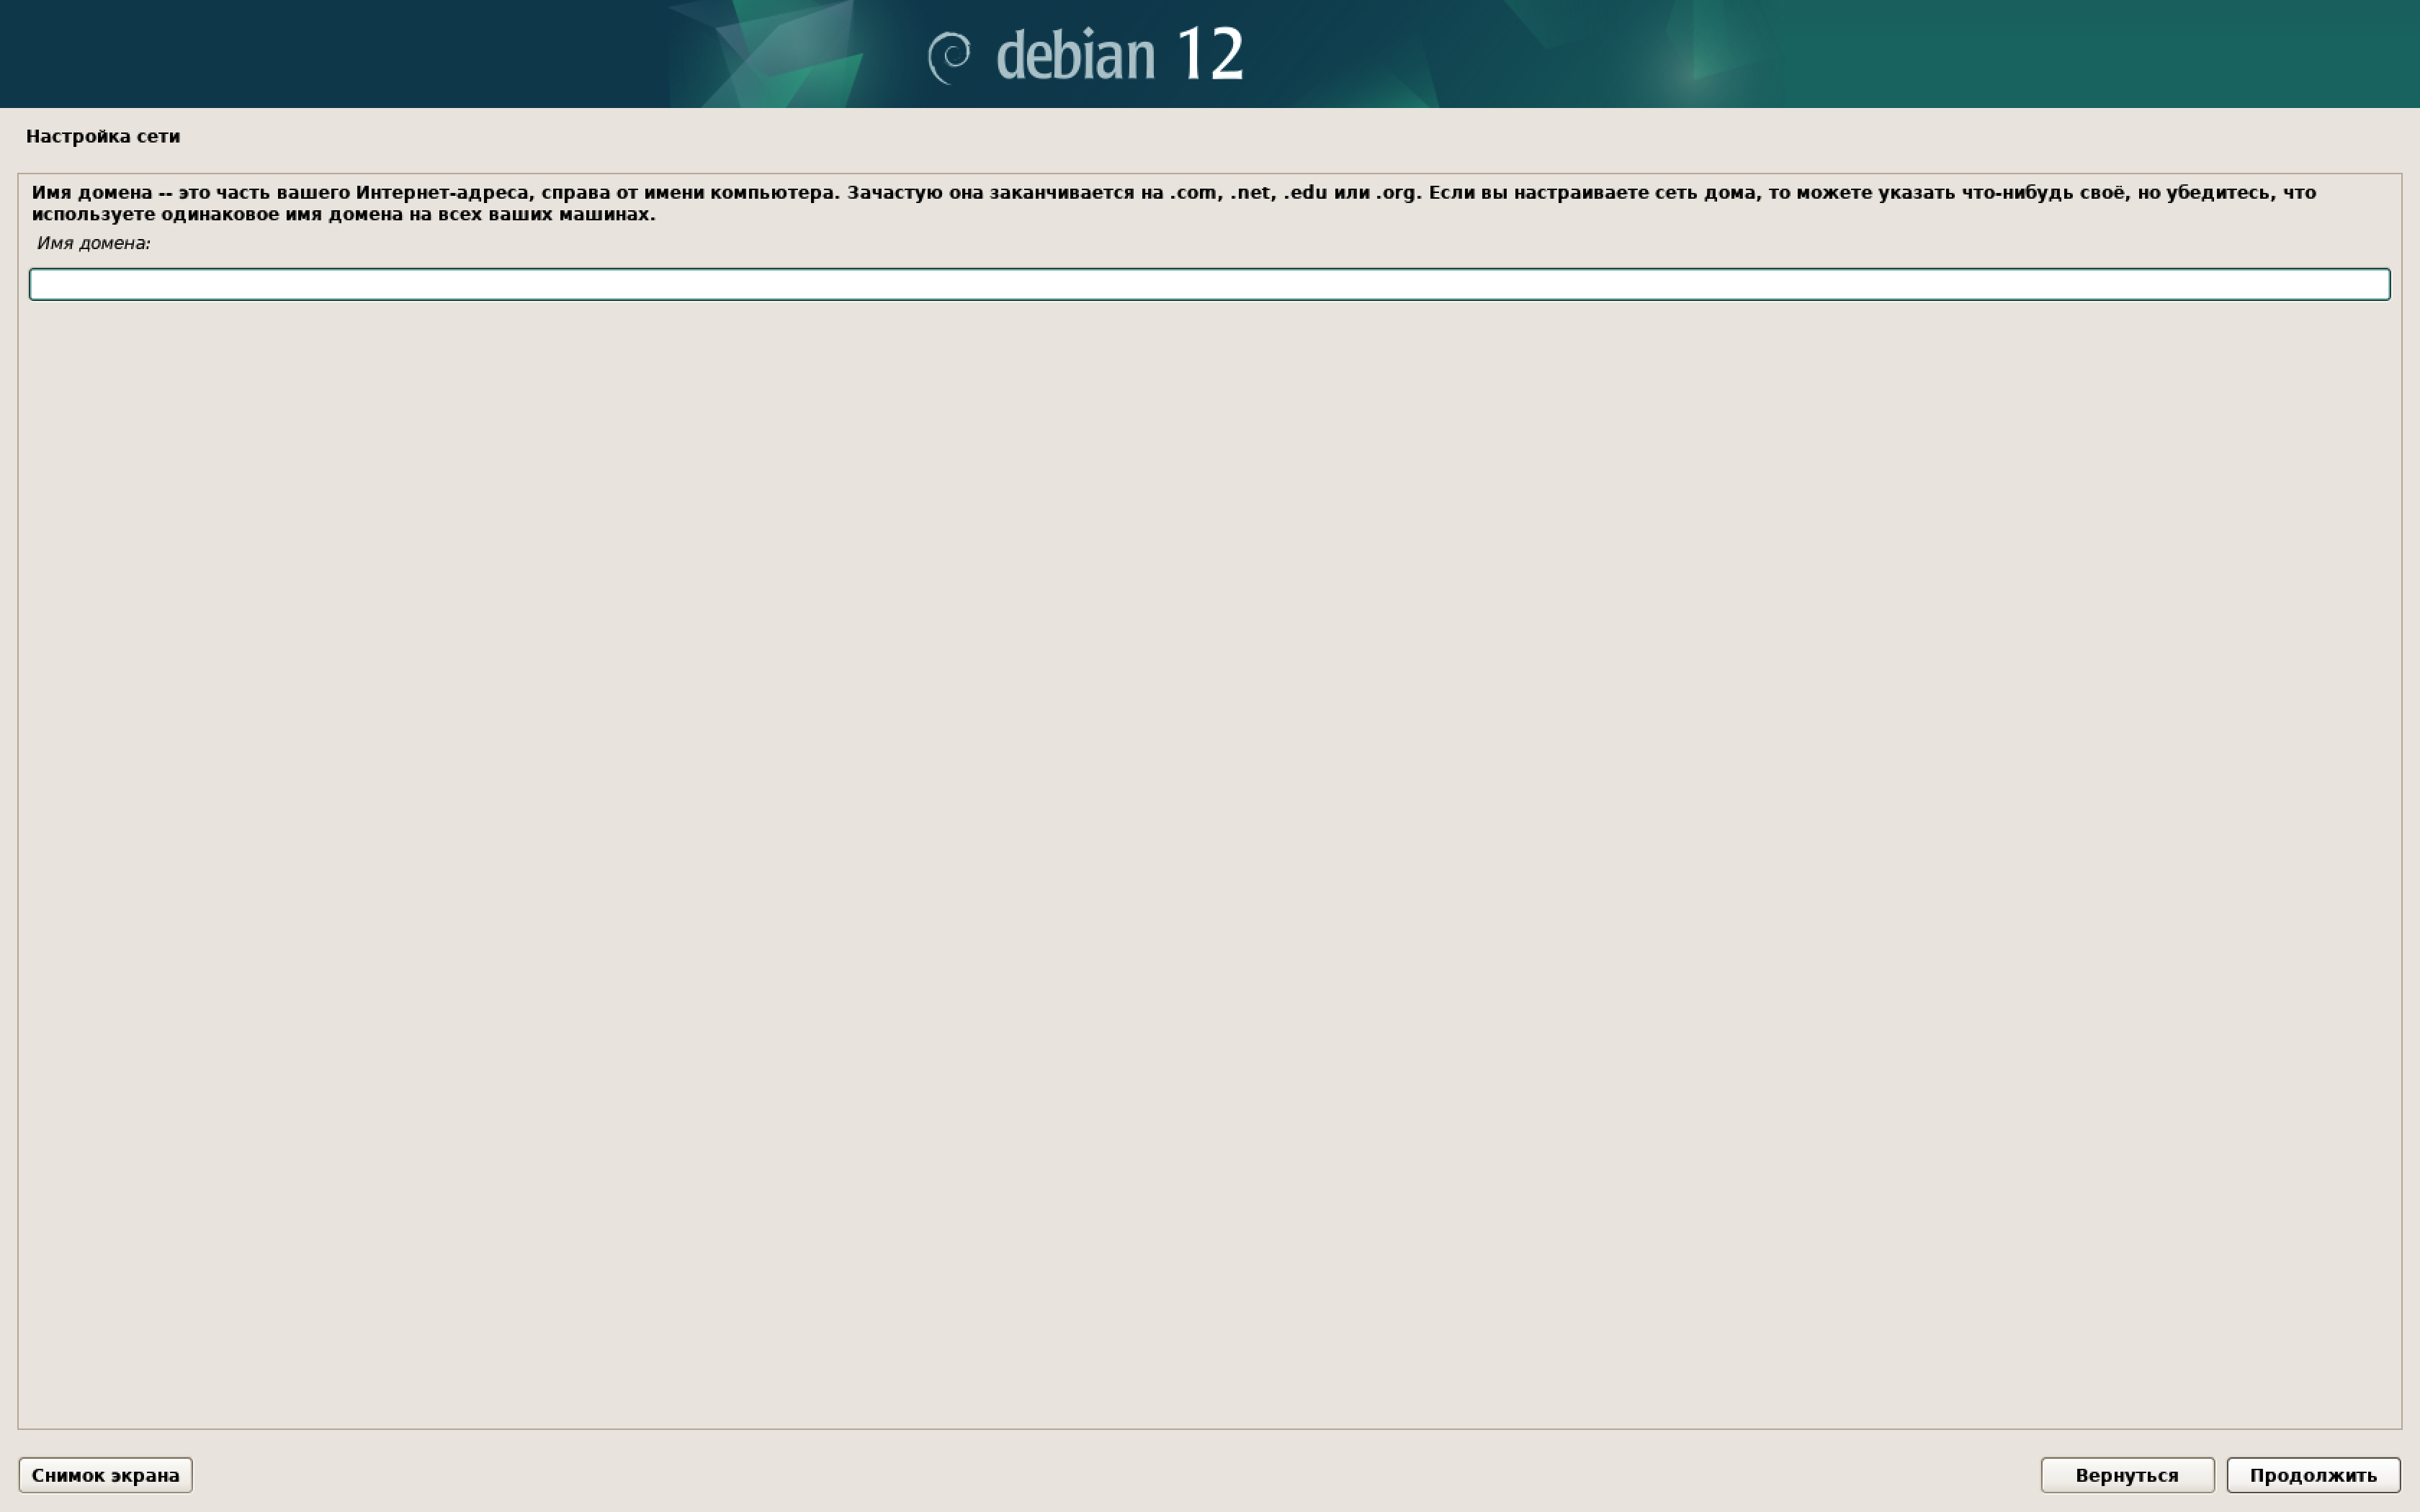 debian 12
Настройка сети
Имя домена -- это часть вашего Интернет-адреса, справа от имени компьютера. Зачастую она заканчивается на .com, .net, .edu или .org. Если вы настраиваете сеть дома, то можете указать что-нибудь своё, но убедитесь, что
используете одинаковое имя домена на всех ваших машинах.
Имя домена:
Снимок экрана
Вернуться
Продолжить